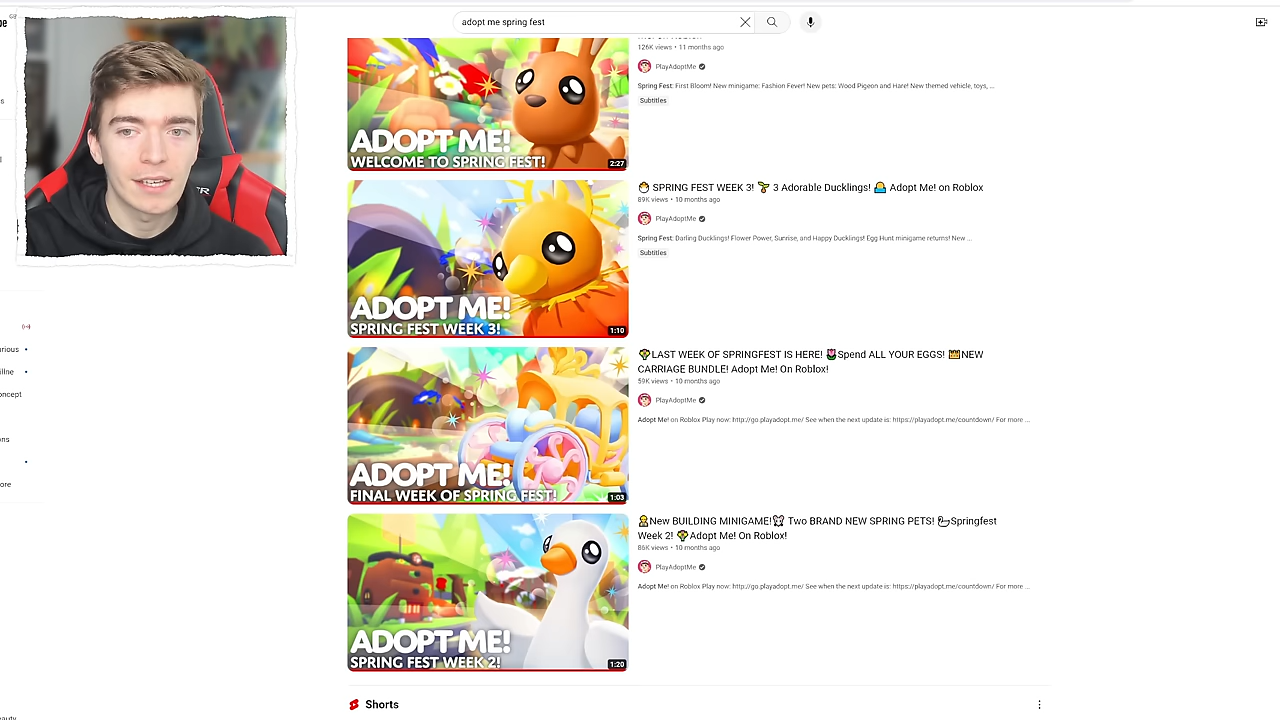 adopt me spring fest
126K views • 11 months ago
PlayAdoptMe
Spring Fest: First Bloom! New minigame: Fashion Fever! New pets: Wood Pigeon and Hare! New themed vehicle, toys, ...
Subtitles
ADOPT ME!
WELCOME TO SPRING FEST!
2:27
🐣 SPRING FEST WEEK 3! 🌱 3 Adorable Ducklings! Adopt Me! on Roblox
89K views • 10 months ago
PlayAdoptMe
Spring Fest: Darling Ducklings! Flower Power, Sunrise, and Happy Ducklings! Egg Hunt minigame returns! New ...
Subtitles
ADOPT ME!
SPRING FEST WEEK 3!
1:10
LAST WEEK OF SPRINGFEST IS HERE! 🌷Spend ALL YOUR EGGS! 👑NEW
CARRIAGE BUNDLE! Adopt Me! On Roblox!
59K views • 10 months ago
PlayAdoptMe
Adopt Me! on Roblox Play now: http://go.playadopt.me/ See when the next update is: https://playadopt.me/countdown/ For more ...
ADOPT ME!
FINAL WEEK OF SPRING FEST!
1:03
New BUILDING MINIGAME! Two BRAND NEW SPRING PETS! 🦢Springfest
Week 2! Adopt Me! On Roblox!
86K views • 10 months ago
PlayAdoptMe
Adopt Me! on Roblox Play now: http://go.playadopt.me/ See when the next update is: https://playadopt.me/countdown/ For more ...
ADOPT ME!
SPRING FEST WEEK 2!
1:20
Shorts